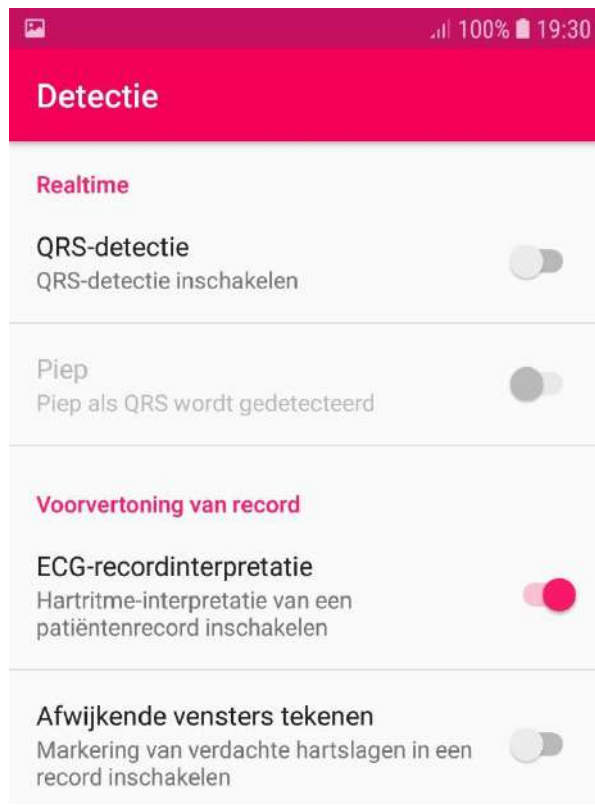 100% 19:30
Detectie
Realtime
QRS-detectie
QRS-detectie inschakelen
Piep
Piep als QRS wordt gedetecteerd
Voorvertoning van record
ECG-recordinterpretatie
Hartritme-interpretatie van een
patiëntenrecord inschakelen
Afwijkende vensters tekenen
Markering van verdachte hartslagen in een
record inschakelen